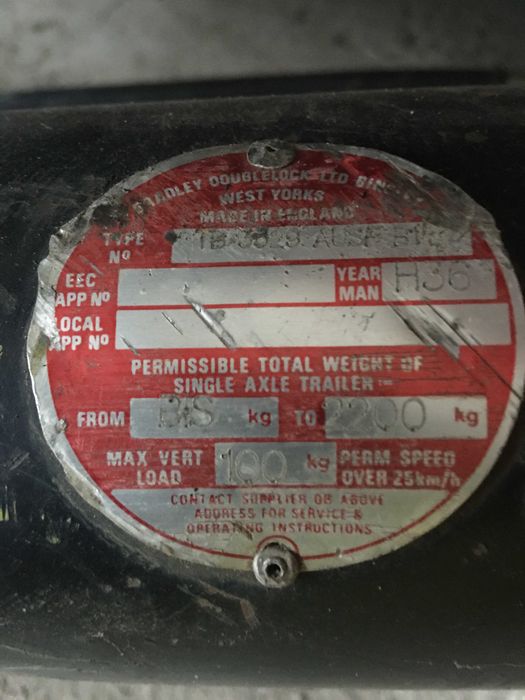 BRADLEY DOUBLELOCK LTD
WEST YORKS
MADE IN ENGLAND
TYPE
Nº
EEC
APP Nº
YEAR
MAN
H36
LOCAL
APP Nº
PERMISSIBLE TOTAL WEIGHT OF
SINGLE AXLE TRAILER:-
FROM kg TO 2200 kg
MAX VERT
LOAD 100 kg PERM SPEED
OVER 25km/h
CONTACT SUPPLIER OR ABOVE
ADDRESS FOR SERVICE &
OPERATING INSTRUCTIONS